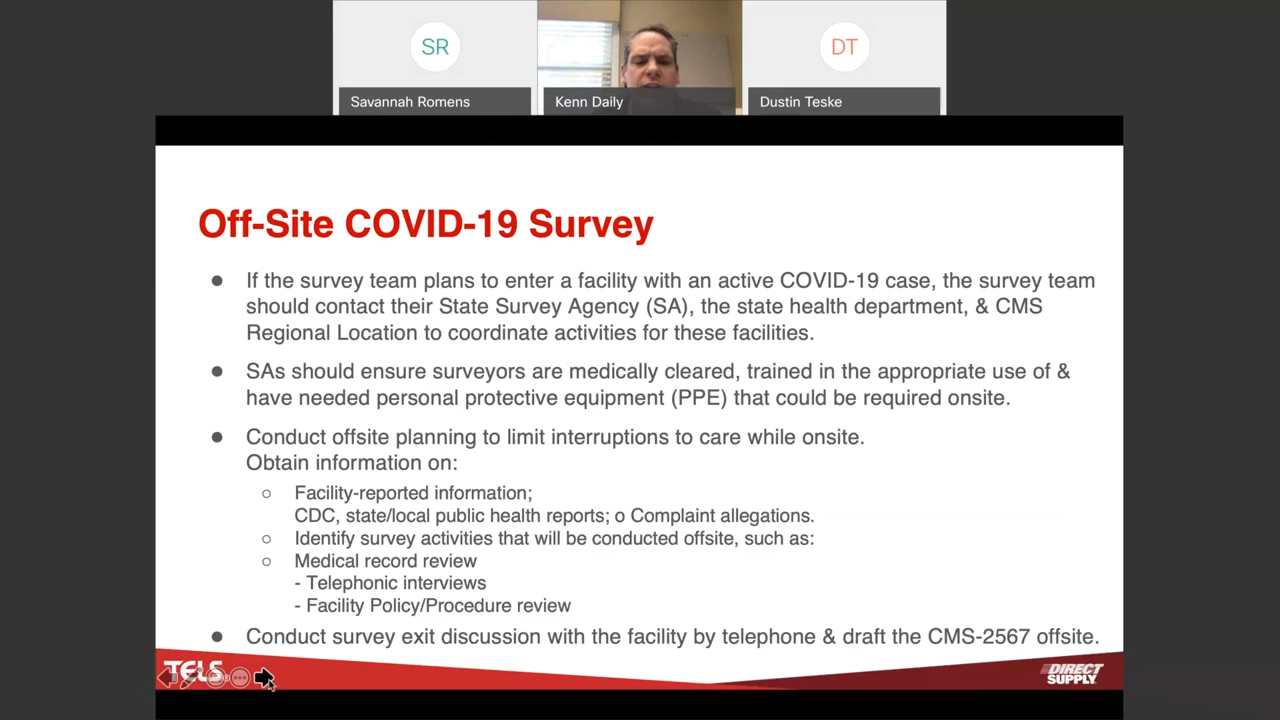 SR
DT
Savannah Romens
Kenn Daily
Dustin Teske
Off-Site COVID-19 Survey
● If the survey team plans to enter a facility with an active COVID-19 case, the survey team
should contact their State Survey Agency (SA), the state health department, & CMS
Regional Location to coordinate activities for these facilities.
● SAs should ensure surveyors are medically cleared, trained in the appropriate use of &
have needed personal protective equipment (PPE) that could be required onsite.
● Conduct offsite planning to limit interruptions to care while onsite.
Obtain information on:
○ Facility-reported information;
CDC, state/local public health reports; o Complaint allegations.
○ Identify survey activities that will be conducted offsite, such as:
○ Medical record review
- Telephonic interviews
- Facility Policy/Procedure review
● Conduct survey exit discussion with the facility by telephone & draft the CMS-2567 offsite.
TELS
DIRECT
SUPPLY